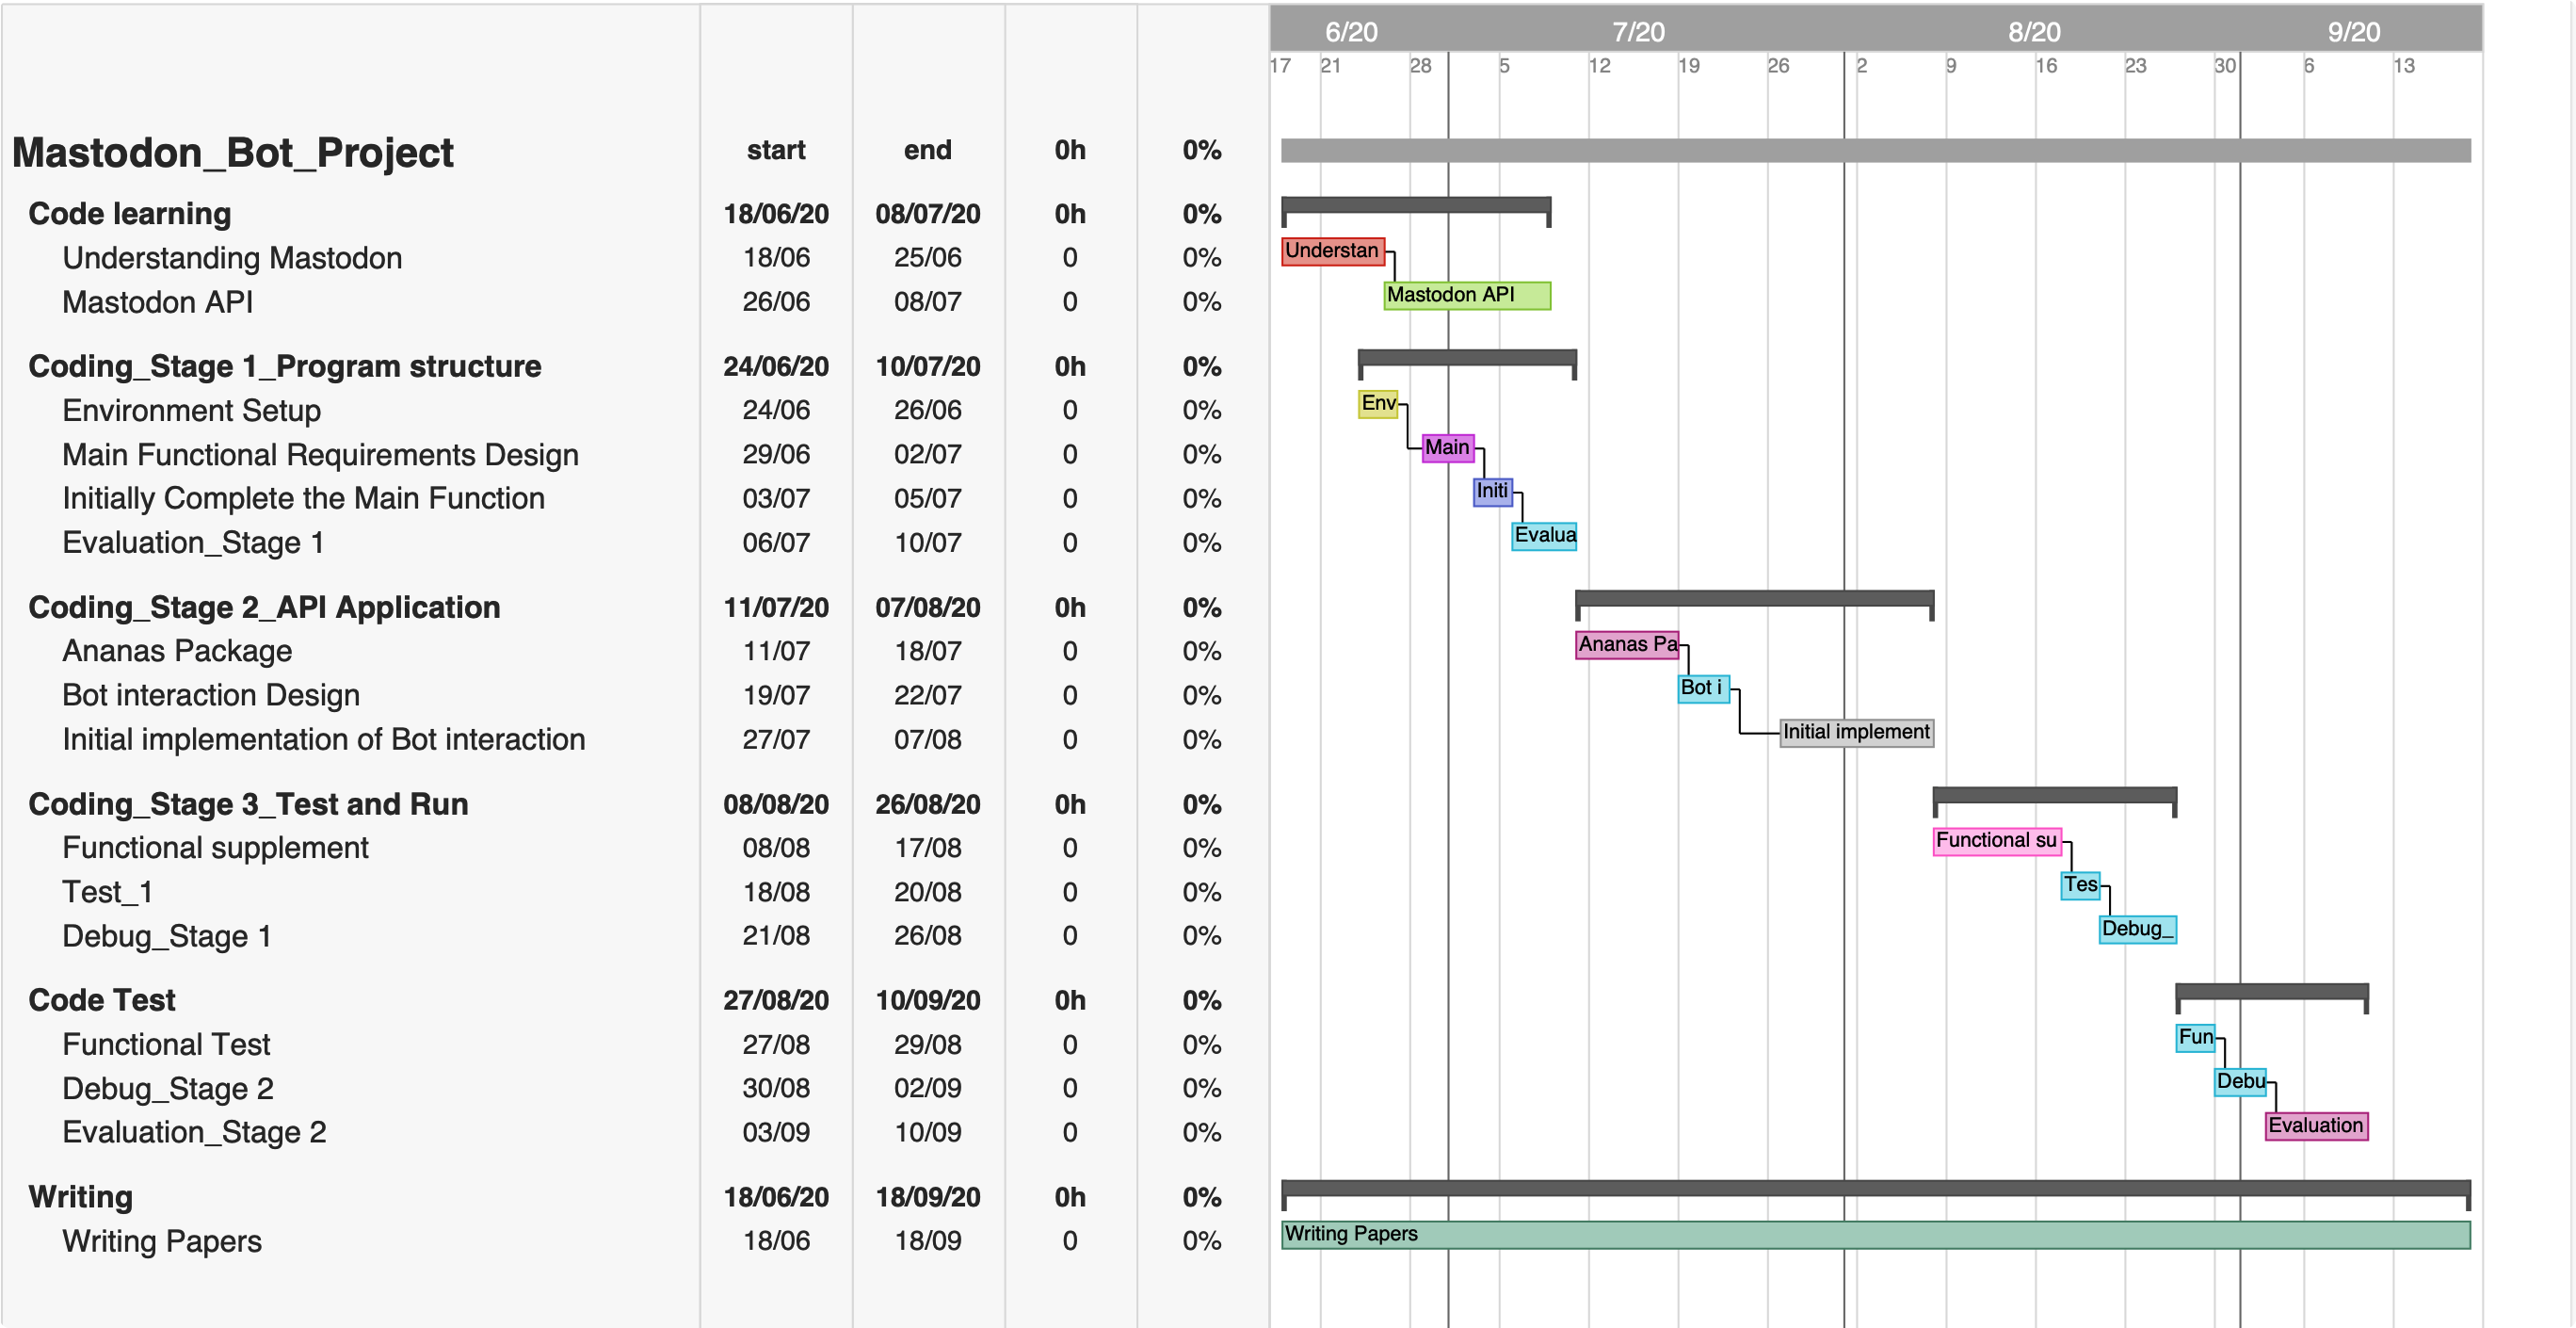 6/20 7/20 8/20 9/20
17 21 28 5 12 19 26 2 9 16 23 30 6 13
Mastodon_Bot_Project start end 0h 0%
Code learning 18/06/20 08/07/20 0h 0%
Understanding Mastodon 18/06 25/06 0 0% Understan
Mastodon API 26/06 08/07 0 0% Mastodon API
Coding_Stage 1_Program structure 24/06/20 10/07/20 0h 0%
Environment Setup 24/06 26/06 0 0% Env
Main Functional Requirements Design 29/06 02/07 0 0% Main
Initially Complete the Main Function 03/07 05/07 0 0% Initi
Evaluation_Stage 1 06/07 10/07 0 0% Evalua
Coding_Stage 2_API Application 11/07/20 07/08/20 0h 0%
Ananas Package 11/07 18/07 0 0% Ananas Pa
Bot interaction Design 19/07 22/07 0 0% Bot i
Initial implementation of Bot interaction 27/07 07/08 0 0% Initial implement
Coding_Stage 3_Test and Run 08/08/20 26/08/20 0h 0%
Functional supplement 08/08 17/08 0 0% Functional su
Test_1 18/08 20/08 0 0% Tes
Debug_Stage 1 21/08 26/08 0 0% Debug_
Code Test 27/08/20 10/09/20 0h 0%
Functional Test 27/08 29/08 0 0% Fun
Debug_Stage 2 30/08 02/09 0 0% Debu
Evaluation_Stage 2 03/09 10/09 0 0% Evaluation
Writing 18/06/20 18/09/20 0h 0%
Writing Papers 18/06 18/09 0 0% Writing Papers